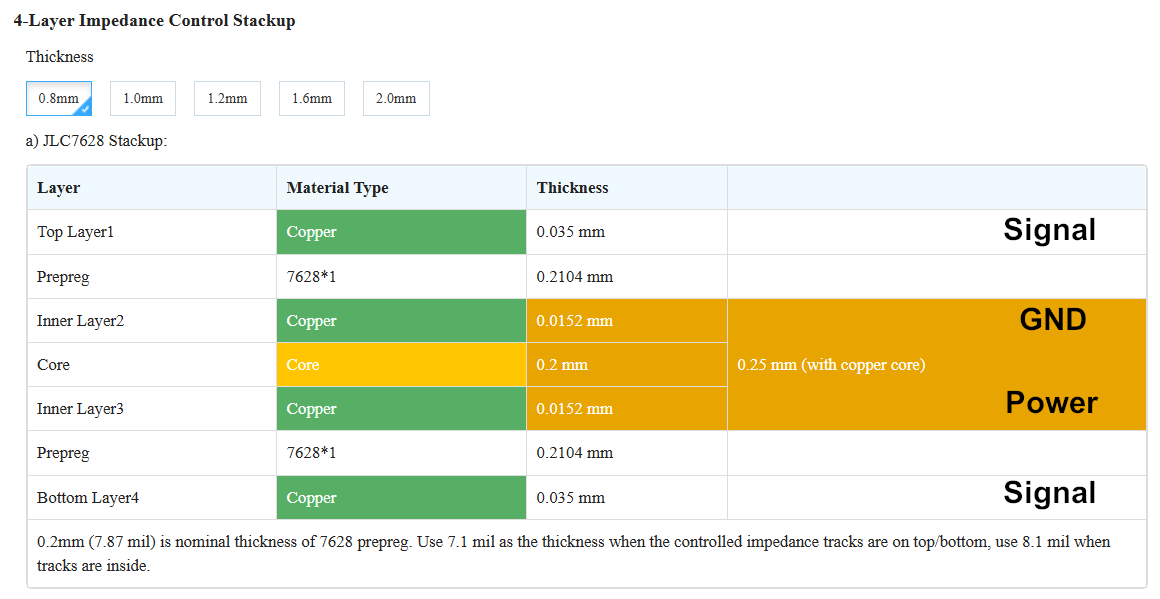 4-Layer Impedance Control Stackup
Thickness
0.8mm 1.0mm 1.2mm 1.6mm 2.0mm
a) JLC7628 Stackup:
Layer Material Type Thickness
Top Layer1 Copper 0.035 mm Signal
Prepreg 7628*1 0.2104 mm
Inner Layer2 Copper 0.0152 mm GND
Core Core 0.2 mm 0.25 mm (with copper core)
Inner Layer3 Copper 0.0152 mm Power
Prepreg 7628*1 0.2104 mm
Bottom Layer4 Copper 0.035 mm Signal
0.2mm (7.87 mil) is nominal thickness of 7628 prepreg. Use 7.1 mil as the thickness when the controlled impedance tracks are on top/bottom, use 8.1 mil when
tracks are inside.